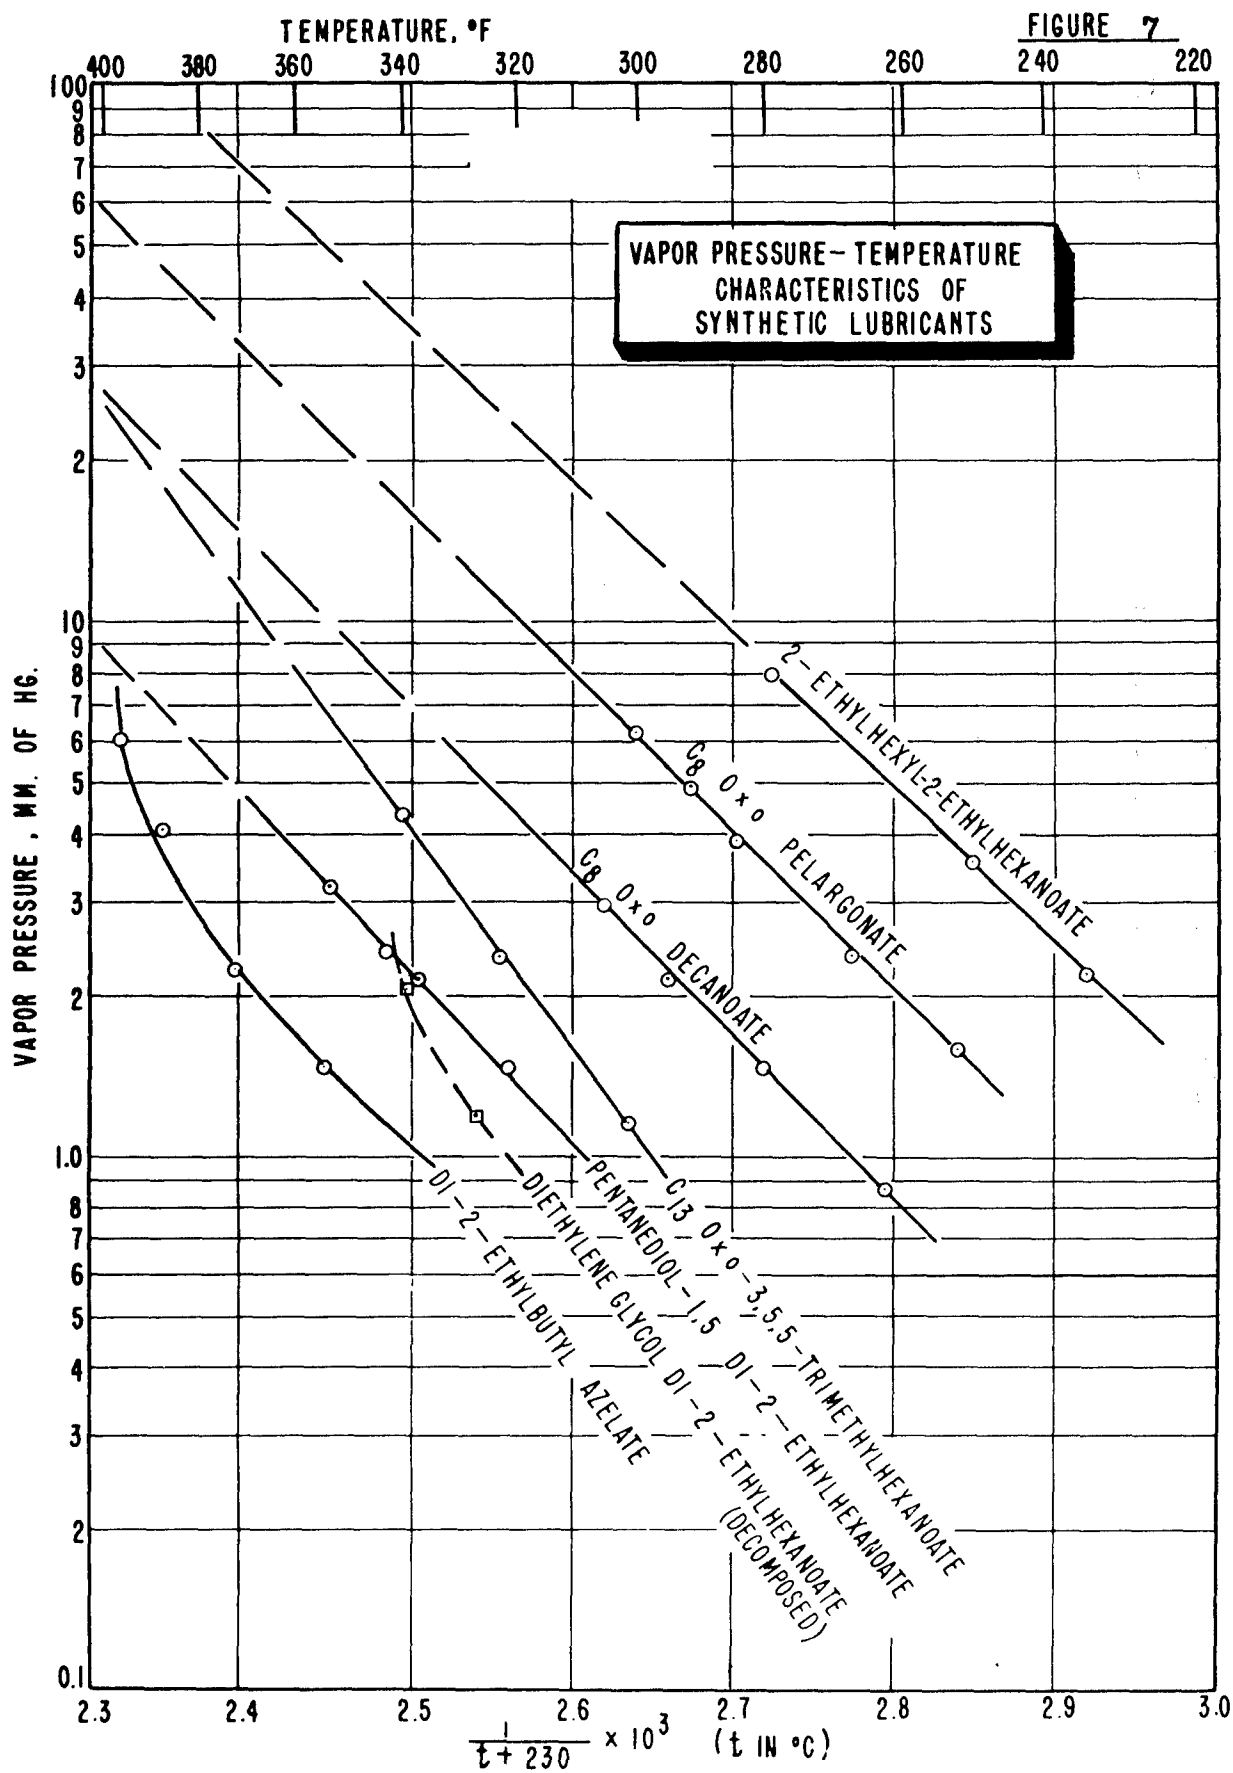 TEMPERATURE, °F
FIGURE 7
400 380 360 340 320 300 280 260 240 220
100
9
8
7
6
5
4
3
2
10
9
8
7
6
5
4
3
2
1.0
8
7
6
5
4
3
2
0.1
VAPOR PRESSURE, MM. OF HG.
VAPOR PRESSURE-TEMPERATURE
CHARACTERISTICS OF
SYNTHETIC LUBRICANTS
2-ETHYLHEXYL-2-ETHYLHEXANOATE
C8 Oxo PELARGONATE
C8 Oxo DECANOATE
C13 Oxo-3,5,5-TRIMETHYLHEXANOATE
PENTANEDIOL-1,5 DI-2-ETHYLHEXANOATE
DIETHYLENE GLYCOL DI-2-ETHYLHEXANOATE
(DECOMPOSED)
DI-2-ETHYLBUTYL AZELATE
2.3 2.4 2.5 2.6 2.7 2.8 2.9 3.0
1/(t+230) × 10³ (t IN °C)